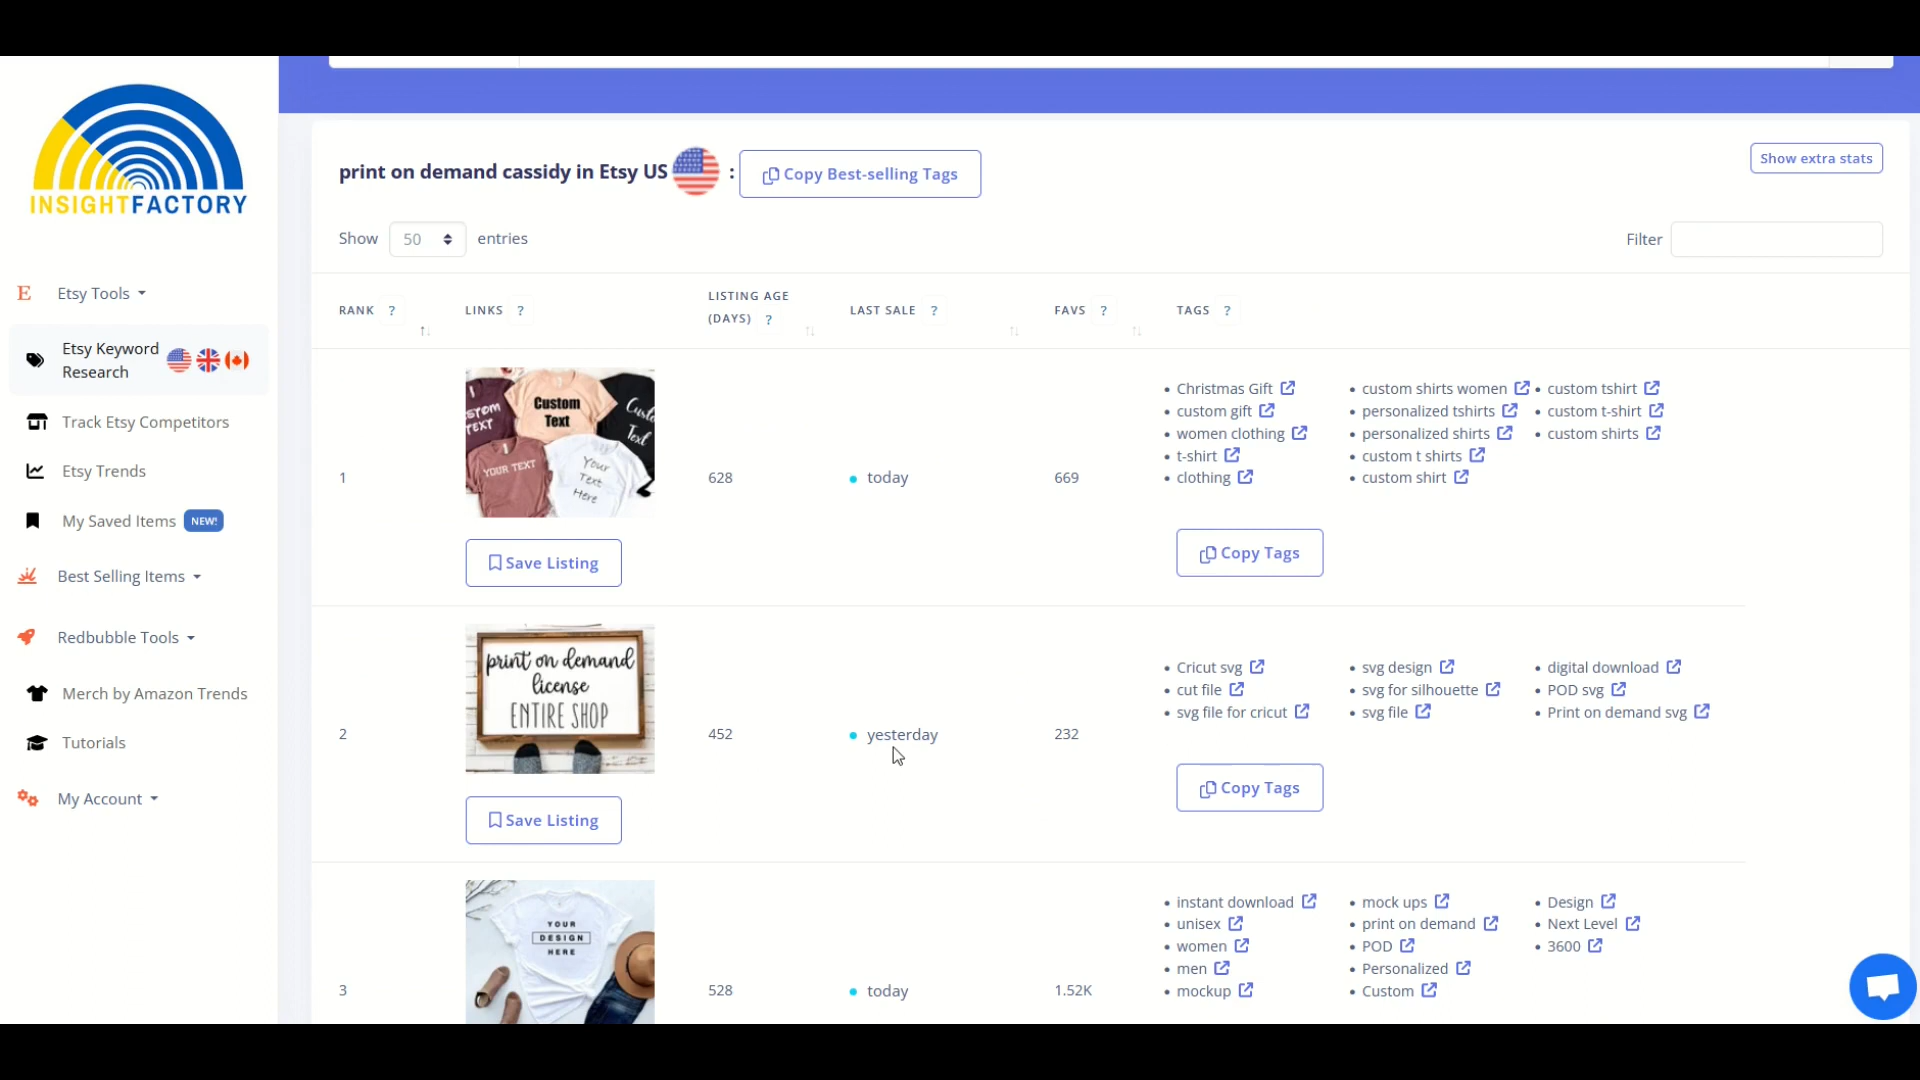 INSIGHTFACTORY
Etsy Tools
Etsy Keyword
Research
Track Etsy Competitors
Etsy Trends
My Saved Items NEW!
Best Selling Items
Redbubble Tools
Merch by Amazon Trends
Tutorials
My Account
print on demand cassidy in Etsy US : Copy Best-selling Tags
Show extra stats
Show 50 entries
Filter
RANK ? LINKS ? LISTING AGE (DAYS) ? LAST SALE ? FAVS ? TAGS ?
Custom
Text
YOUR TEXT
Your
Text
Here
1 628 today 669
Christmas Gift custom shirts women custom tshirt
custom gift personalized tshirts custom t-shirt
women clothing personalized shirts custom shirts
t-shirt custom t shirts
clothing custom shirt
Copy Tags
Save Listing
print on demand
license
ENTIRE SHOP
2 452 yesterday 232
Cricut svg svg design digital download
cut file svg for silhouette POD svg
svg file for cricut svg file Print on demand svg
Copy Tags
Save Listing
YOUR
DESIGN
HERE
3 528 today 1.52K
instant download mock ups Design
unisex print on demand Next Level
women POD 3600
men Personalized
mockup Custom